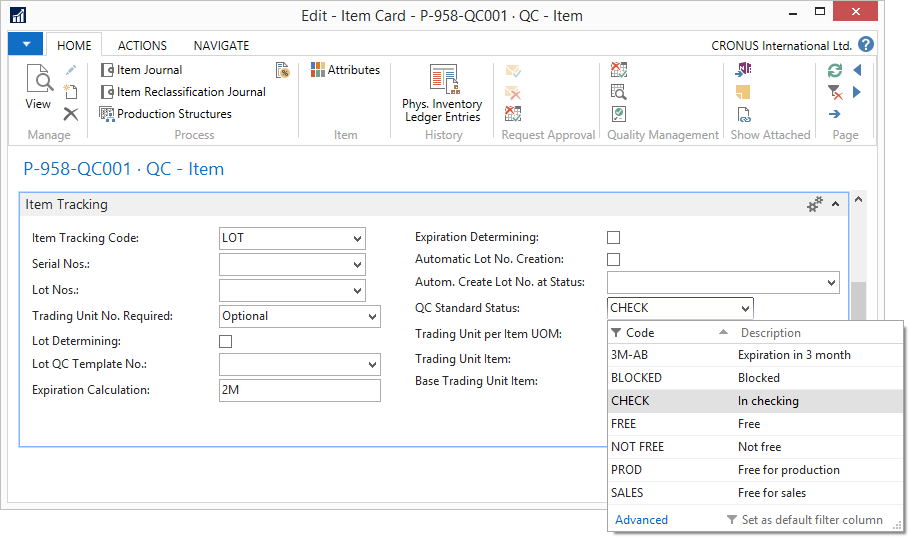 Edit - Item Card - P-958-QC001 · QC - Item
HOME ACTIONS NAVIGATE CRONUS International Ltd. ?
View
Manage
Item Journal
Item Reclassification Journal
Production Structures
Process
Attributes
Item
Phys. Inventory
Ledger Entries
History
Request Approval
Quality Management
Show Attached
Page
P-958-QC001 · QC - Item
Item Tracking
Item Tracking Code: LOT
Serial Nos.:
Lot Nos.:
Trading Unit No. Required: Optional
Lot Determining:
Lot QC Template No.:
Expiration Calculation: 2M
Expiration Determining:
Automatic Lot No. Creation:
Autom. Create Lot No. at Status:
QC Standard Status: CHECK
Trading Unit per Item UOM:
Trading Unit Item:
Base Trading Unit Item:
Code Description
3M-AB Expiration in 3 month
BLOCKED Blocked
CHECK In checking
FREE Free
NOT FREE Not free
PROD Free for production
SALES Free for sales
Advanced Set as default filter column